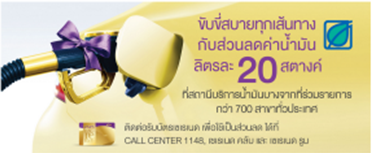 ขับขี่สบายทุกเส้นทาง
กับส่วนลดค่าน้ำมัน
ลิตรละ 20 สตางค์
ที่สถานีบริการน้ำมันบางจากที่ร่วมรายการ
กว่า 700 สาขาทั่วประเทศ
ติดต่อรับบัตรเซเรเนด เพื่อใช้เป็นส่วนลด ได้ที่
CALL CENTER 1148, เซเรเนด คลับ และ เซเรเนด รูม